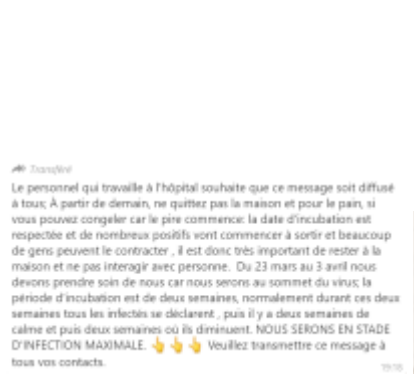 Transféré
Le personnel qui travaille à l'hôpital souhaite que ce message soit diffusé
à tous; À partir de demain, ne quittez pas la maison et pour le pain, si
vous pouvez congeler car le pire commence: la date d'incubation est
respectée et de nombreux positifs vont commencer à sortir et beaucoup
de gens peuvent le contracter , il est donc très important de rester à la
maison et ne pas interagir avec personne. Du 23 mars au 3 avril nous
devons prendre soin de nous car nous serons au sommet du virus; la
période d'incubation est de deux semaines, normalement durant ces deux
semaines tous les infectés se déclarent , puis il y a deux semaines de
calme et puis deux semaines où ils diminuent. NOUS SERONS EN STADE
D'INFECTION MAXIMALE. 👆 👆 👆 Veuillez transmettre ce message à
tous vos contacts.
19:18